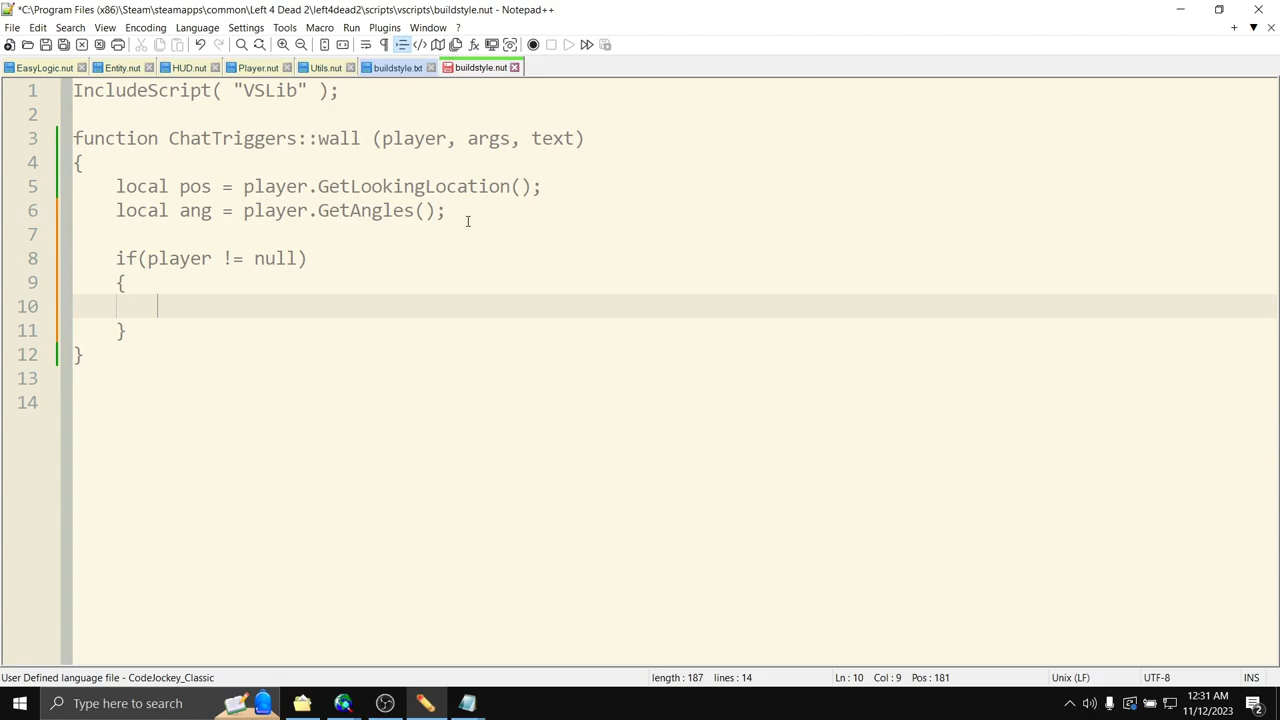 *C:\Program Files (x86)\Steam\steamapps\common\Left 4 Dead 2\left4dead2\scripts\vscripts\buildstyle.nut - Notepad++
File Edit Search View Encoding Language Settings Tools Macro Run Plugins Window ?
EasyLogic.nut Entity.nut HUD.nut Player.nut Utils.nut buildstyle.txt buildstyle.nut
1 IncludeScript( "VSLib" );
2
3 function ChatTriggers::wall (player, args, text)
4 {
5 local pos = player.GetLookingLocation();
6 local ang = player.GetAngles();
7
8 if(player != null)
9 {
10
11 }
12 }
13
14
User Defined language file - CodeJockey_Classic length : 187 lines : 14 Ln : 10 Col : 9 Pos : 181 Unix (LF) UTF-8 INS
Type here to search
12:31 AM
11/12/2023
2